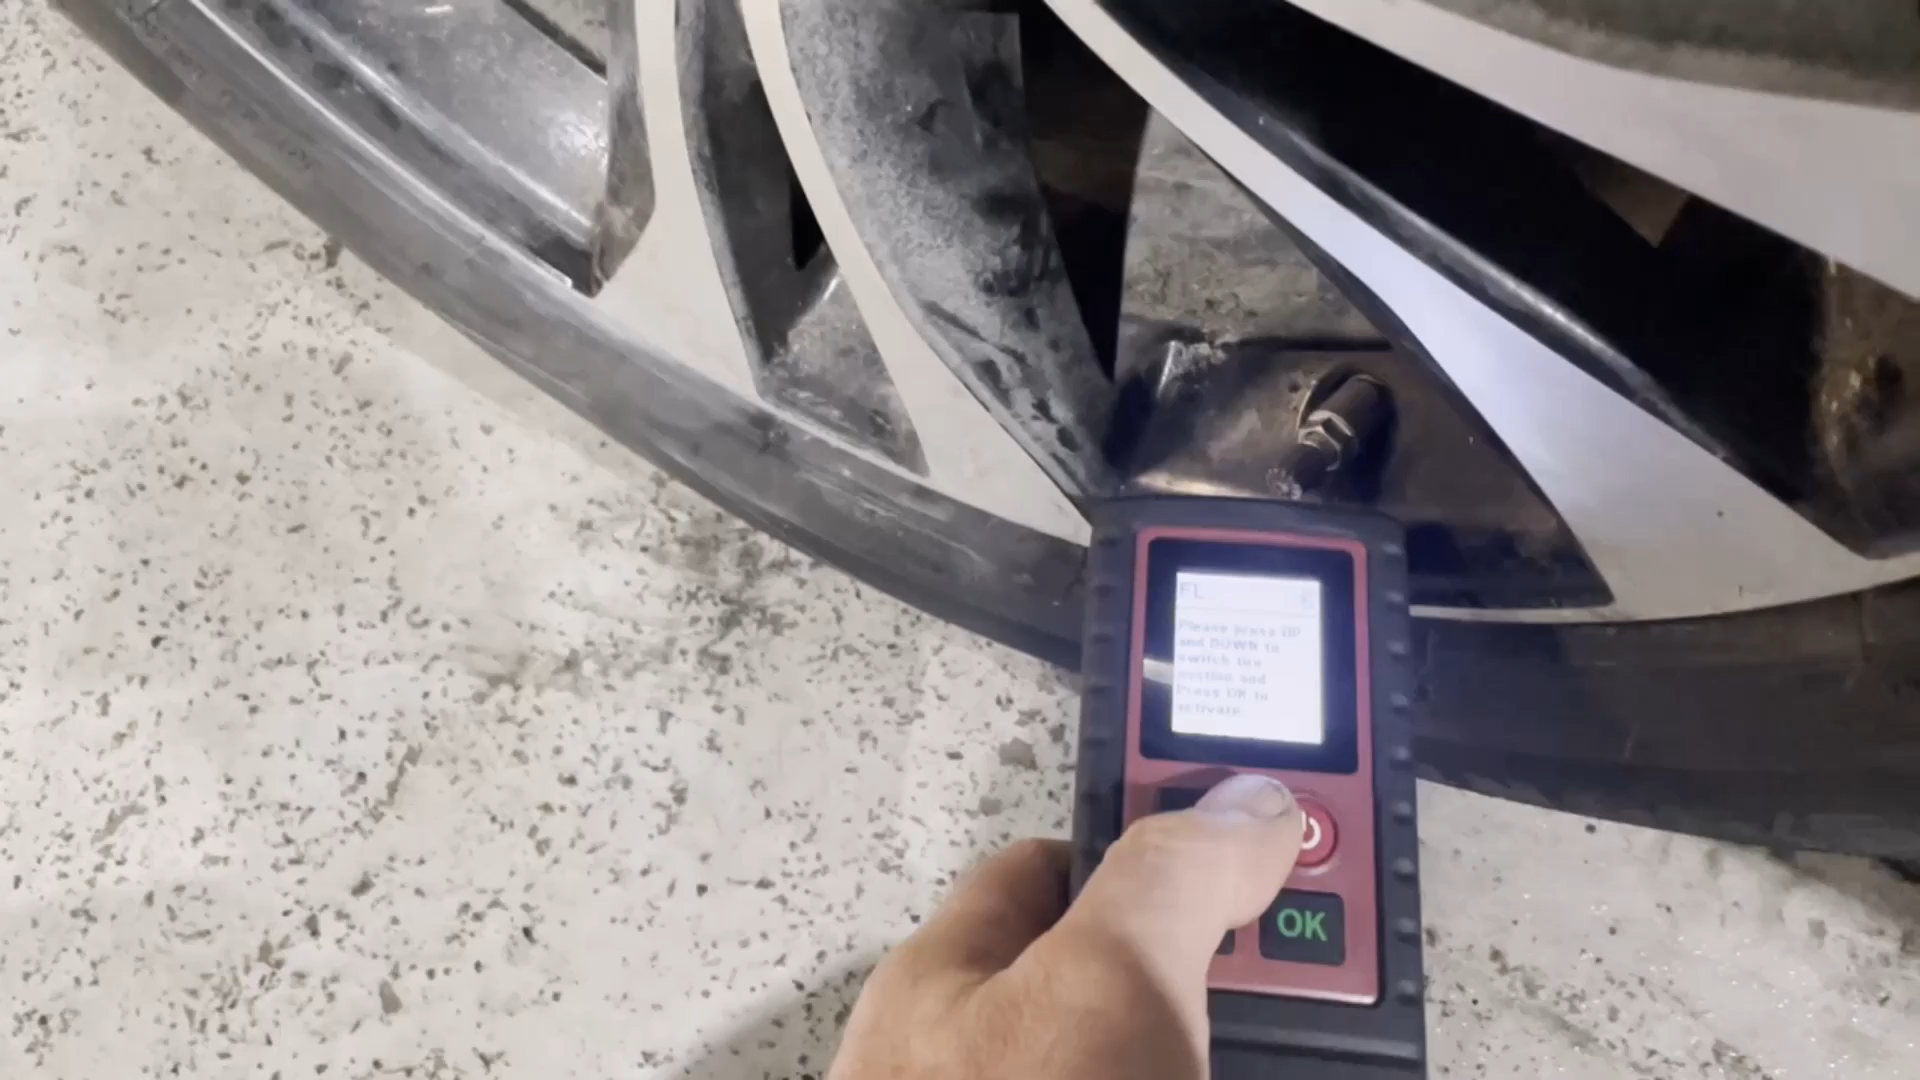 FL
Please press UP
and DOWN to
switch tire
position and
Press OK to
activate.
OK